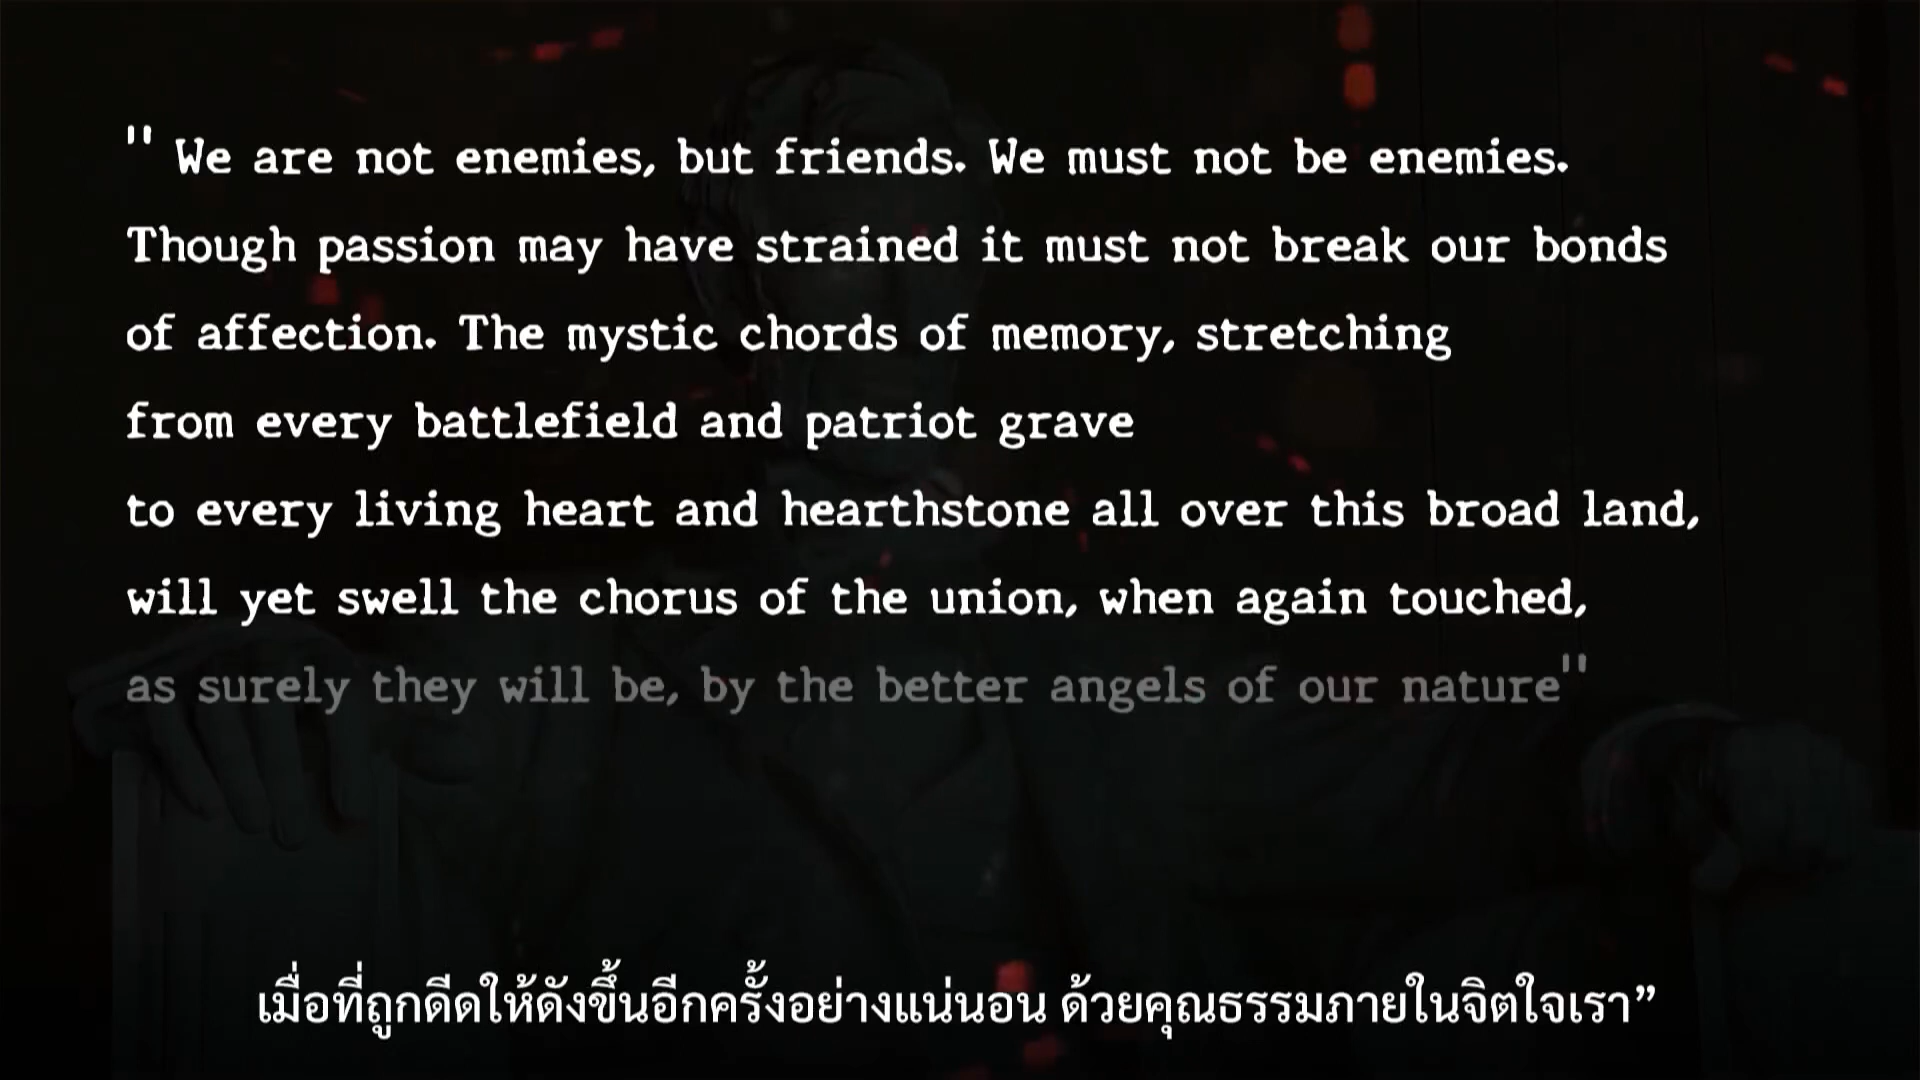 " We are not enemies, but friends. We must not be enemies.
Though passion may have strained it must not break our bonds
of affection. The mystic chords of memory, stretching
from every battlefield and patriot grave
to every living heart and hearthstone all over this broad land,
will yet swell the chorus of the union, when again touched,
as surely they will be, by the better angels of our nature"
เมื่อที่ถูกดีดให้ดังขึ้นอีกครั้งอย่างแน่นอน ด้วยคุณธรรมภายในจิตใจเรา”